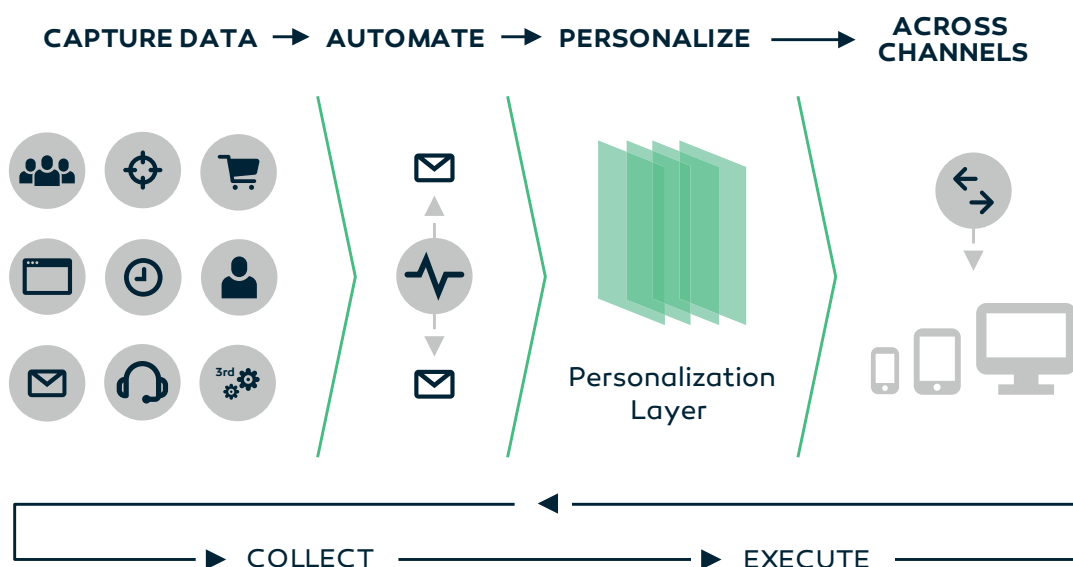 CAPTURE DATA
AUTOMATE
PERSONALIZE
ACROSS
CHANNELS
3rd
Personalization
Layer
COLLECT
EXECUTE